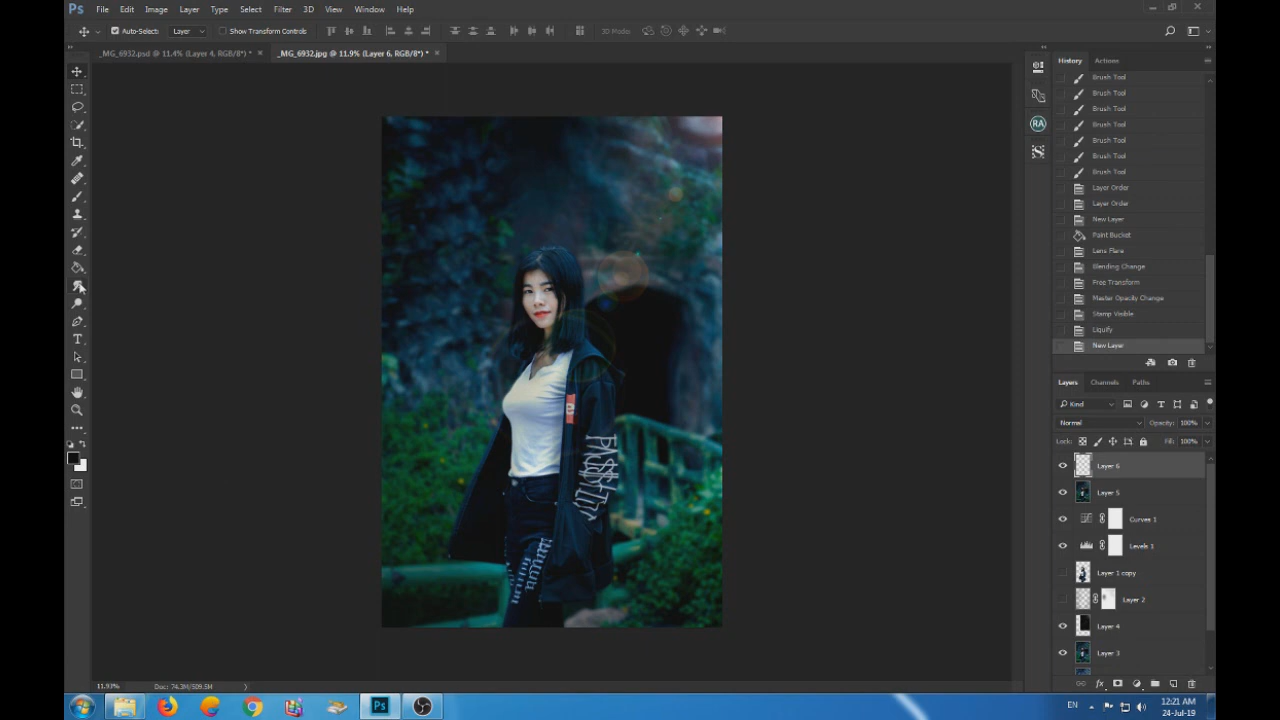 Ps File Edit Image Layer Type Select Filter 3D View Window Help
Auto-Select: Layer Show Transform Controls 3D Mode
_MG_6932.psd @ 11.4% (Layer 4, RGB/8*) * × _MG_6932.jpg @ 11.9% (Layer 6, RGB/8*) * ×
History Actions
Brush Tool
Brush Tool
Brush Tool
Brush Tool
Brush Tool
Brush Tool
Brush Tool
Layer Order
Layer Order
New Layer
Paint Bucket
Lens Flare
Blending Change
Free Transform
Master Opacity Change
Stamp Visible
Liquify
New Layer
RA
Layers Channels Paths
Kind
Normal Opacity: 100%
Lock: Fill: 100%
Layer 6
Layer 5
Curves 1
Levels 1
Layer 1 copy
Layer 2
Layer 4
Layer 3
11.93% Doc: 74.3M/509.5M
Ps EN 12:21 AM
24-Jul-19